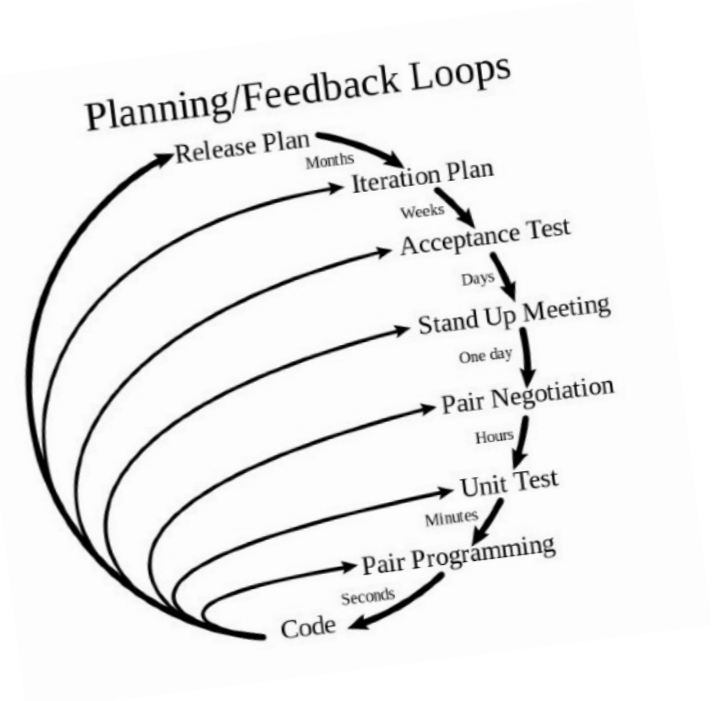 Planning/Feedback Loops
Release Plan
Months
Iteration Plan
Weeks
Acceptance Test
Days
Stand Up Meeting
One day
Pair Negotiation
Hours
Unit Test
Minutes
Pair Programming
Seconds
Code